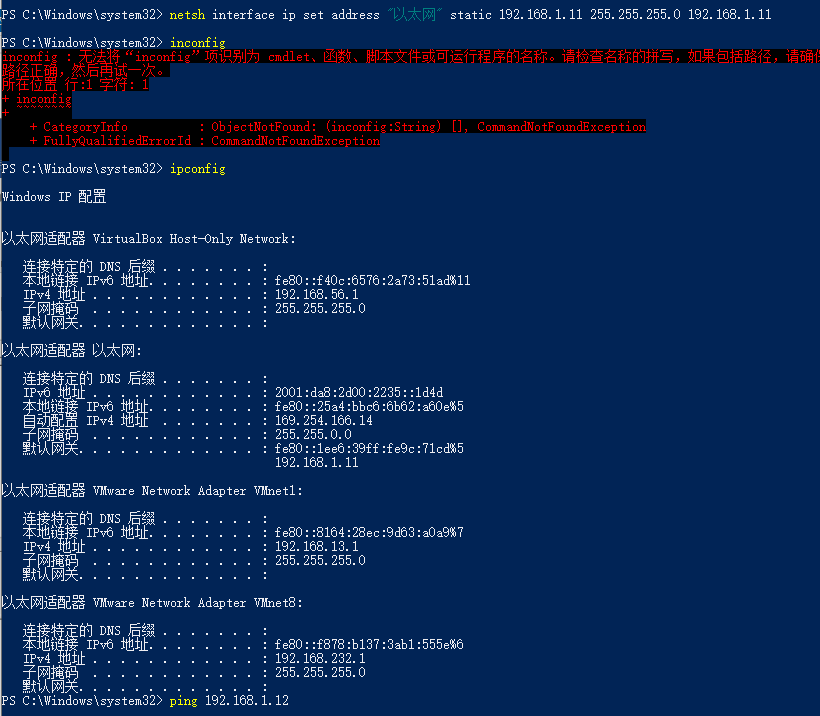 PS C:\Windows\system32> netsh interface ip set address "以太网" static 192.168.1.11 255.255.255.0 192.168.1.11
PS C:\Windows\system32> inconfig
inconfig : 无法将“inconfig”项识别为 cmdlet、函数、脚本文件或可运行程序的名称。请检查名称的拼写，如果包括路径，请确保
路径正确，然后再试一次。
所在位置 行:1 字符: 1
+ inconfig
+ ~~~~~~~~
    + CategoryInfo          : ObjectNotFound: (inconfig:String) [], CommandNotFoundException
    + FullyQualifiedErrorId : CommandNotFoundException
PS C:\Windows\system32> ipconfig
Windows IP 配置
以太网适配器 VirtualBox Host-Only Network:
   连接特定的 DNS 后缀 . . . . . . . :
   本地链接 IPv6 地址. . . . . . . . : fe80::f40c:6576:2a73:51ad%11
   IPv4 地址 . . . . . . . . . . . . : 192.168.56.1
   子网掩码  . . . . . . . . . . . . : 255.255.255.0
   默认网关. . . . . . . . . . . . . :
以太网适配器 以太网:
   连接特定的 DNS 后缀 . . . . . . . :
   IPv6 地址 . . . . . . . . . . . . : 2001:da8:2d00:2235::1d4d
   本地链接 IPv6 地址. . . . . . . . : fe80::25a4:bbc6:6b62:a60e%5
   自动配置 IPv4 地址  . . . . . . . : 169.254.166.14
   子网掩码  . . . . . . . . . . . . : 255.255.0.0
   默认网关. . . . . . . . . . . . . : fe80::1ee6:39ff:fe9c:71cd%5
                                       192.168.1.11
以太网适配器 VMware Network Adapter VMnet1:
   连接特定的 DNS 后缀 . . . . . . . :
   本地链接 IPv6 地址. . . . . . . . : fe80::8164:28ec:9d63:a0a9%7
   IPv4 地址 . . . . . . . . . . . . : 192.168.13.1
   子网掩码  . . . . . . . . . . . . : 255.255.255.0
   默认网关. . . . . . . . . . . . . :
以太网适配器 VMware Network Adapter VMnet8:
   连接特定的 DNS 后缀 . . . . . . . :
   本地链接 IPv6 地址. . . . . . . . : fe80::f878:b137:3ab1:555e%6
   IPv4 地址 . . . . . . . . . . . . : 192.168.232.1
   子网掩码  . . . . . . . . . . . . : 255.255.255.0
   默认网关. . . . . . . . . . . . . :
PS C:\Windows\system32> ping 192.168.1.12